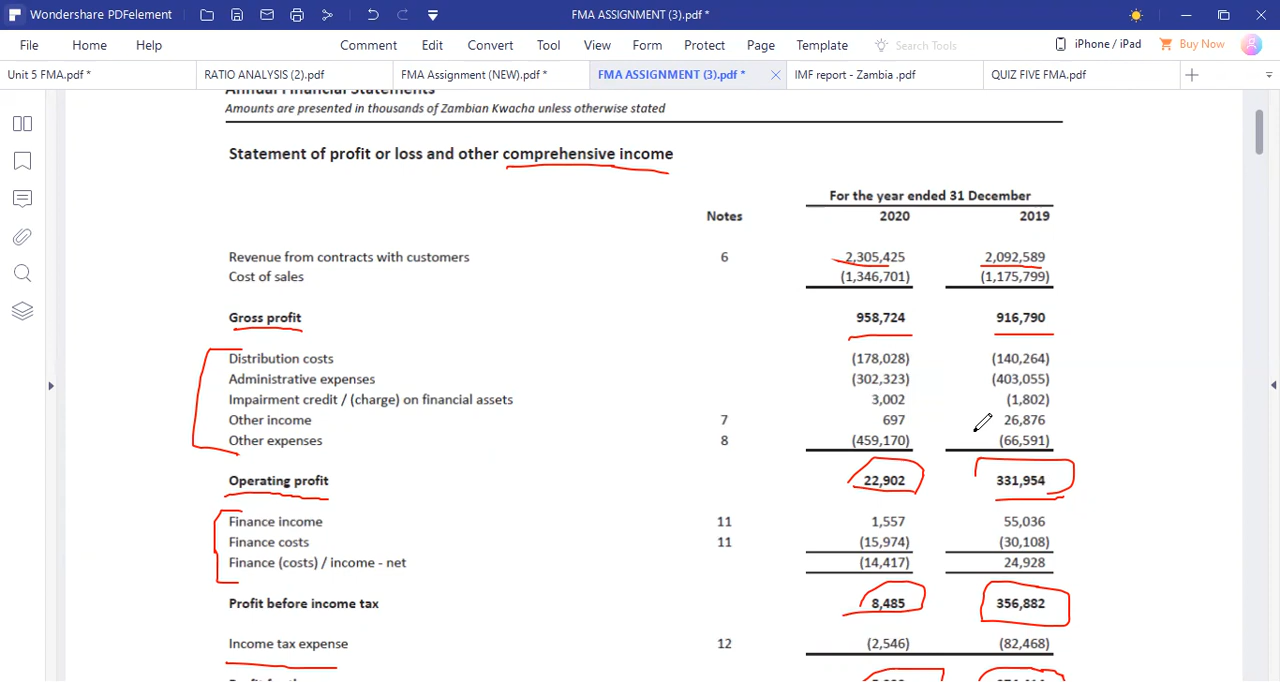 Wondershare PDFelement FMA ASSIGNMENT (3).pdf *
File Home Help Comment Edit Convert Tool View Form Protect Page Template Search Tools iPhone / iPad Buy Now
Unit 5 FMA.pdf * RATIO ANALYSIS (2).pdf FMA Assignment (NEW).pdf * FMA ASSIGNMENT (3).pdf * IMF report - Zambia .pdf QUIZ FIVE FMA.pdf
Annual Financial Statements
Amounts are presented in thousands of Zambian Kwacha unless otherwise stated
Statement of profit or loss and other comprehensive income
For the year ended 31 December
Notes 2020 2019
Revenue from contracts with customers 6 2,305,425 2,092,589
Cost of sales (1,346,701) (1,175,799)
Gross profit 958,724 916,790
Distribution costs (178,028) (140,264)
Administrative expenses (302,323) (403,055)
Impairment credit / (charge) on financial assets 3,002 (1,802)
Other income 7 697 26,876
Other expenses 8 (459,170) (66,591)
Operating profit 22,902 331,954
Finance income 11 1,557 55,036
Finance costs 11 (15,974) (30,108)
Finance (costs) / income - net (14,417) 24,928
Profit before income tax 8,485 356,882
Income tax expense 12 (2,546) (82,468)